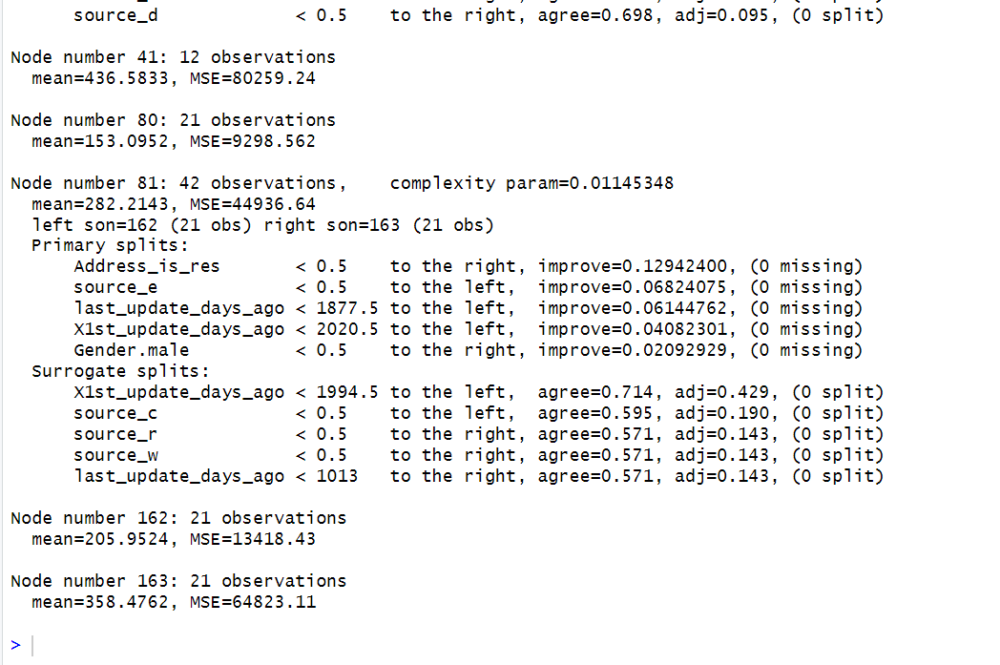 source_d < 0.5 to the right, agree=0.698, adj=0.095, (0 split)
Node number 41: 12 observations
mean=436.5833, MSE=80259.24
Node number 80: 21 observations
mean=153.0952, MSE=9298.562
Node number 81: 42 observations, complexity param=0.01145348
mean=282.2143, MSE=44936.64
left son=162 (21 obs) right son=163 (21 obs)
Primary splits:
Address_is_res < 0.5 to the right, improve=0.12942400, (0 missing)
source_e < 0.5 to the left, improve=0.06824075, (0 missing)
last_update_days_ago < 1877.5 to the left, improve=0.06144762, (0 missing)
X1st_update_days_ago < 2020.5 to the left, improve=0.04082301, (0 missing)
Gender.male < 0.5 to the right, improve=0.02092929, (0 missing)
Surrogate splits:
X1st_update_days_ago < 1994.5 to the left, agree=0.714, adj=0.429, (0 split)
source_c < 0.5 to the left, agree=0.595, adj=0.190, (0 split)
source_r < 0.5 to the right, agree=0.571, adj=0.143, (0 split)
source_w < 0.5 to the right, agree=0.571, adj=0.143, (0 split)
last_update_days_ago < 1013 to the right, agree=0.571, adj=0.143, (0 split)
Node number 162: 21 observations
mean=205.9524, MSE=13418.43
Node number 163: 21 observations
mean=358.4762, MSE=64823.11
>